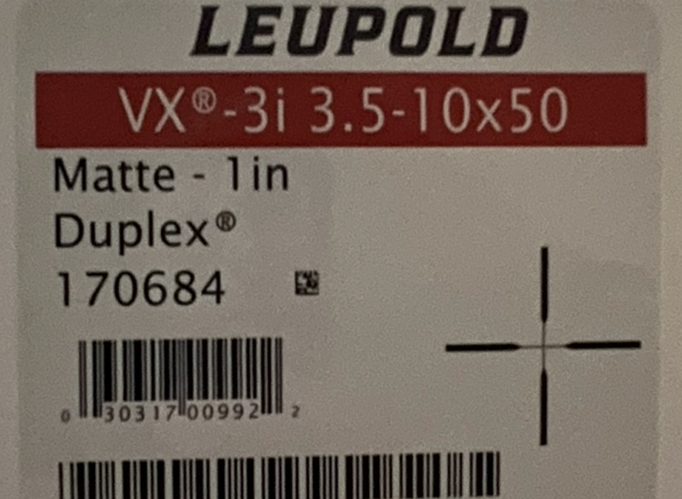 LEUPOLD
VX®-3i 3.5-10x50
Matte - 1in
Duplex®
170684
0 30317 00992 2